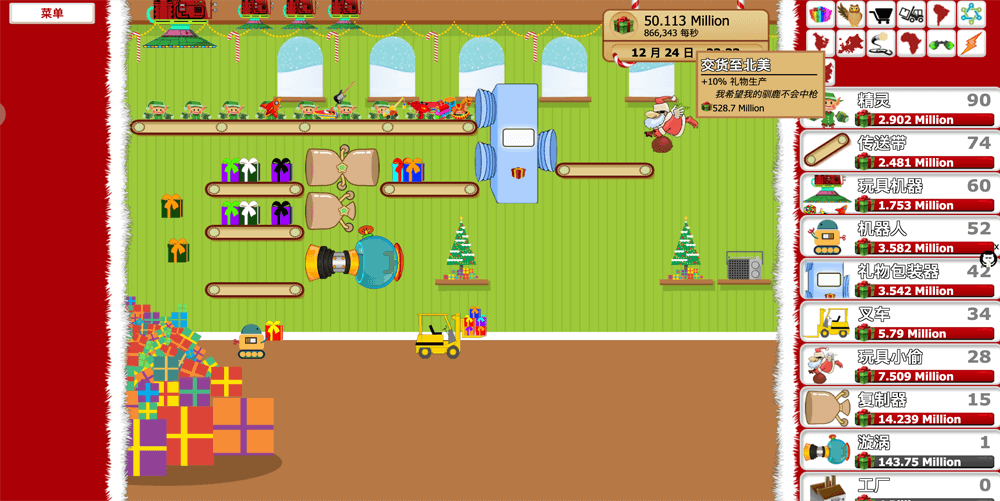 菜单
50.113 Million
866,343 每秒
12 月 24 日
交货至北美
+10% 礼物生产
我希望我的驯鹿不会中枪
528.7 Million
精灵 90
2.902 Million
传送带 74
2.481 Million
玩具机器 60
1.753 Million
机器人 52
3.582 Million
x
礼物包装器 42
3.542 Million
叉车 34
5.79 Million
玩具小偷 28
7.509 Million
复制器 15
14.239 Million
漩涡 1
143.75 Million
工厂 0